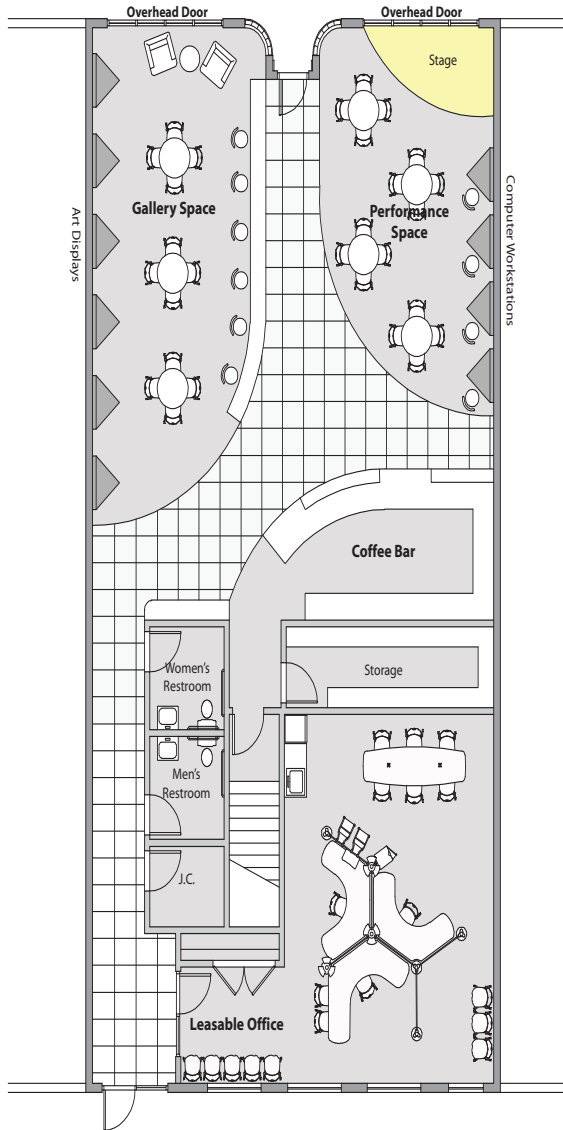 Overhead Door
Overhead Door
Stage
Gallery Space
Performance
Space
Art Displays
Computer Workstations
Coffee Bar
Women's
Restroom
Storage
Men's
Restroom
J.C.
Leasable Office